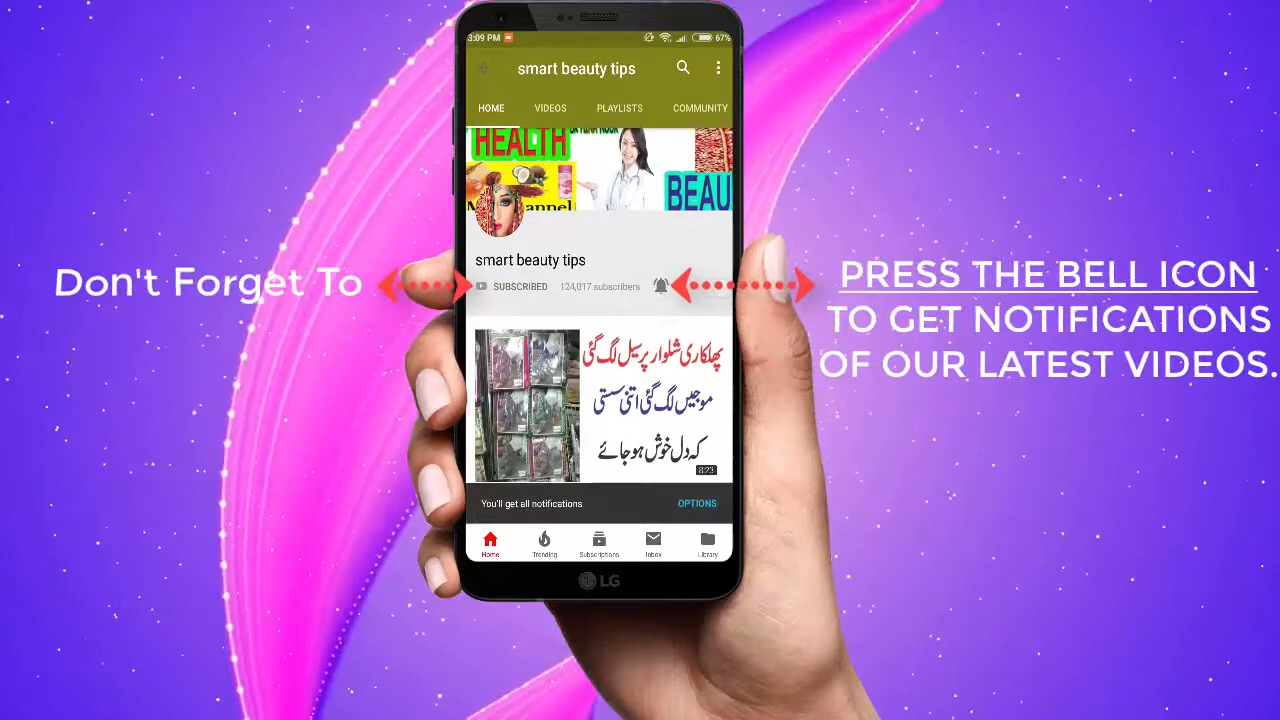 3:09 PM
67%
smart beauty tips
HOME VIDEOS PLAYLISTS COMMUNITY
HEALTH
BEAU
smart beauty tips
SUBSCRIBED 124,017 subscribers
Don't Forget To
PRESS THE BELL ICON
TO GET NOTIFICATIONS
OF OUR LATEST VIDEOS.
پھلکاری شلوار پر سیل لگ گئی
موجیں لگ گئی اتنی سستی
کہ دل خوش ہو جائے
8:23
You'll get all notifications OPTIONS
Home Trending Subscriptions Inbox Library
LG